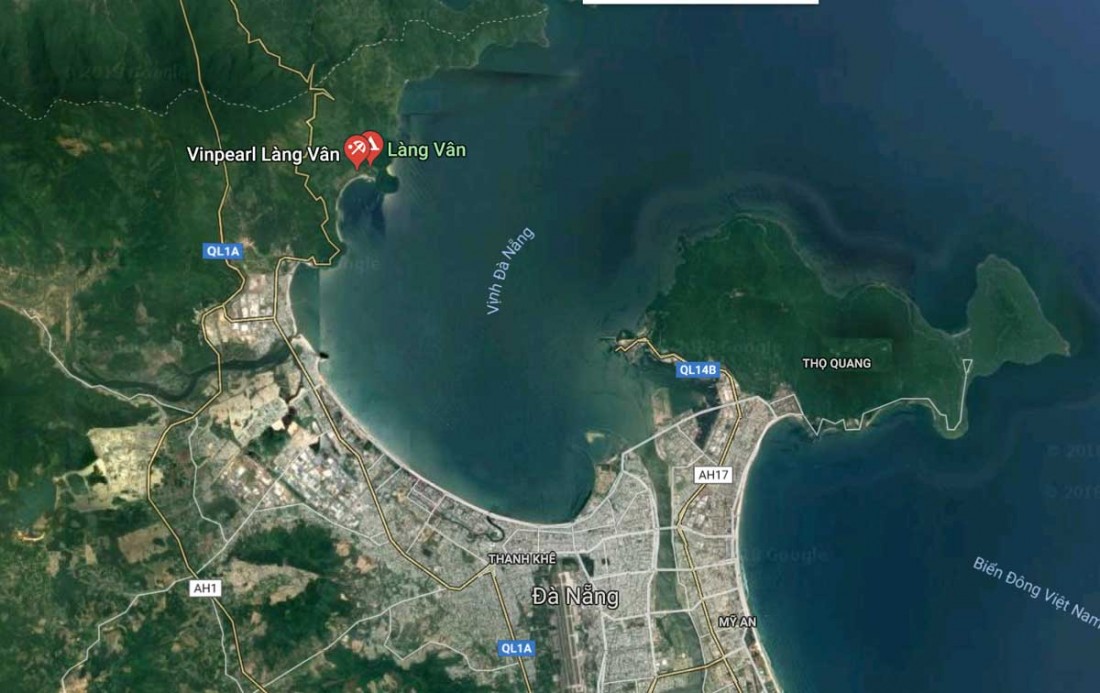 Vinpearl Làng Vân
Làng Vân
QL1A
Vịnh Đà Nẵng
THỌ QUANG
QL14B
AH17
THANH KHÊ
Đà Nẵng
Biển Đông Việt Nam
AH1
MỸ AN
QL1A
Google